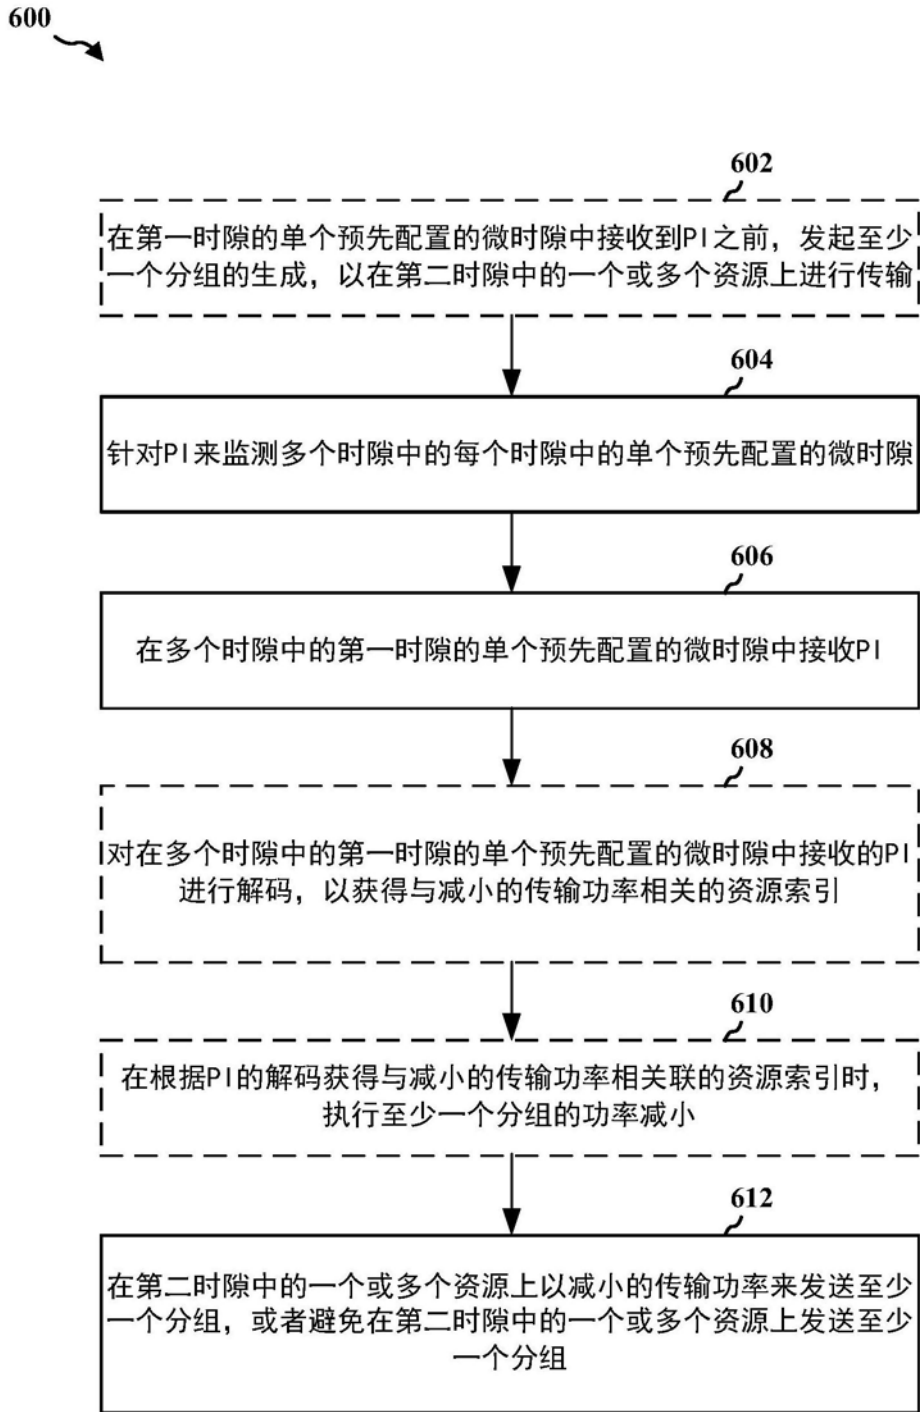 600
602
在第一时隙的单个预先配置的微时隙中接收到PI之前，发起至少
一个分组的生成，以在第二时隙中的一个或多个资源上进行传输
604
针对PI来监测多个时隙中的每个时隙中的单个预先配置的微时隙
606
在多个时隙中的第一时隙的单个预先配置的微时隙中接收PI
608
对在多个时隙中的第一时隙的单个预先配置的微时隙中接收的PI
进行解码，以获得与减小的传输功率相关的资源索引
610
在根据PI的解码获得与减小的传输功率相关联的资源索引时，
执行至少一个分组的功率减小
612
在第二时隙中的一个或多个资源上以减小的传输功率来发送至少
一个分组，或者避免在第二时隙中的一个或多个资源上发送至少
一个分组